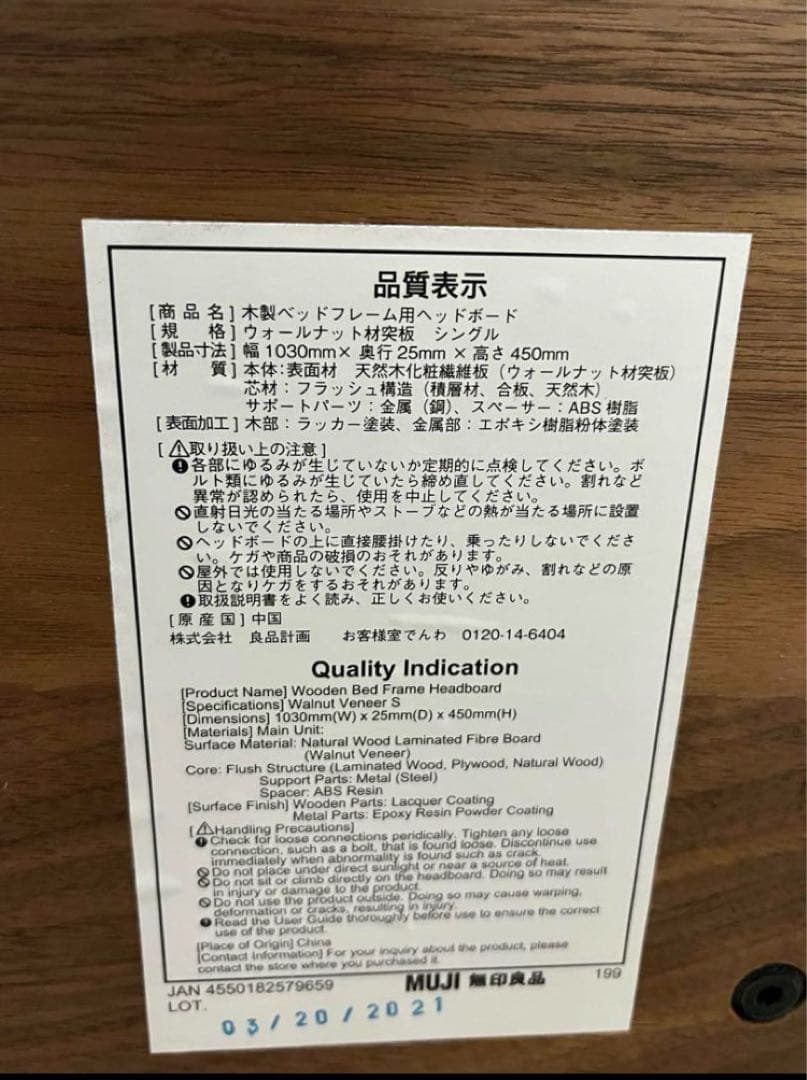 品質表示
[商品名]木製ベッドフレーム用ヘッドボード
[規　格]ウォールナット材突板　シングル
[製品寸法]幅1030mm×奥行25mm×高さ450mm
[材　質]本体:表面材　天然木化粧繊維板（ウォールナット材突板）
芯材：フラッシュ構造（積層材、合板、天然木）
サポートパーツ：金属（鋼）、スペーサー：ABS樹脂
[表面加工]木部：ラッカー塗装、金属部：エポキシ樹脂粉体塗装
[⚠取り扱い上の注意]
各部にゆるみが生じていないか定期的に点検してください。ボ
ルト類にゆるみが生じていたら締め直してください。割れなど
異常が認められたら、使用を中止してください。
直射日光の当たる場所やストーブなどの熱が当たる場所に設置
しないでください。
ヘッドボードの上に直接腰掛けたり、乗ったりしないでくださ
い。ケガや商品の破損のおそれがあります。
屋外では使用しないでください。反りやゆがみ、割れなどの原
因となりケガをするおそれがあります。
取扱説明書をよく読み、正しくお使いください。
[原産国]中国
株式会社　良品計画　　お客様室でんわ　0120-14-6404
Quality Indication
[Product Name] Wooden Bed Frame Headboard
[Specifications] Walnut Veneer S
[Dimensions] 1030mm(W) x 25mm(D) x 450mm(H)
[Materials] Main Unit:
Surface Material: Natural Wood Laminated Fibre Board
(Walnut Veneer)
Core: Flush Structure (Laminated Wood, Plywood, Natural Wood)
Support Parts: Metal (Steel)
Spacer: ABS Resin
[Surface Finish] Wooden Parts: Lacquer Coating
Metal Parts: Epoxy Resin Powder Coating
[⚠Handling Precautions]
Check for loose connections peridically. Tighten any loose
connection, such as a bolt, that is found loose. Discontinue use
immediately when abnormality is found such as crack.
Do not place under direct sunlight or near a source of heat.
Do not sit or climb directly on the headboard. Doing so may result
in injury or damage to the product.
Do not use the product outside. Doing so may cause warping,
deformation or cracks, resulting in injury.
Read the User Guide thoroughly before use to ensure the correct
use of the product.
[Place of Origin] China
[Contact Information] For your inquiry about the product, please
contact the store where you purchased it.
JAN 4550182579659
MUJI 無印良品
199
LOT.
03/20/2021